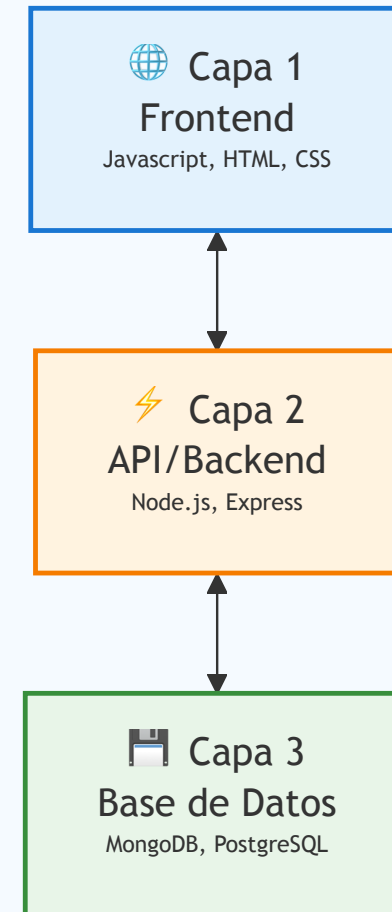 🌐 Capa 1
Frontend
Javascript, HTML, CSS
⚡ Capa 2
API/Backend
Node.js, Express
💾 Capa 3
Base de Datos
MongoDB, PostgreSQL